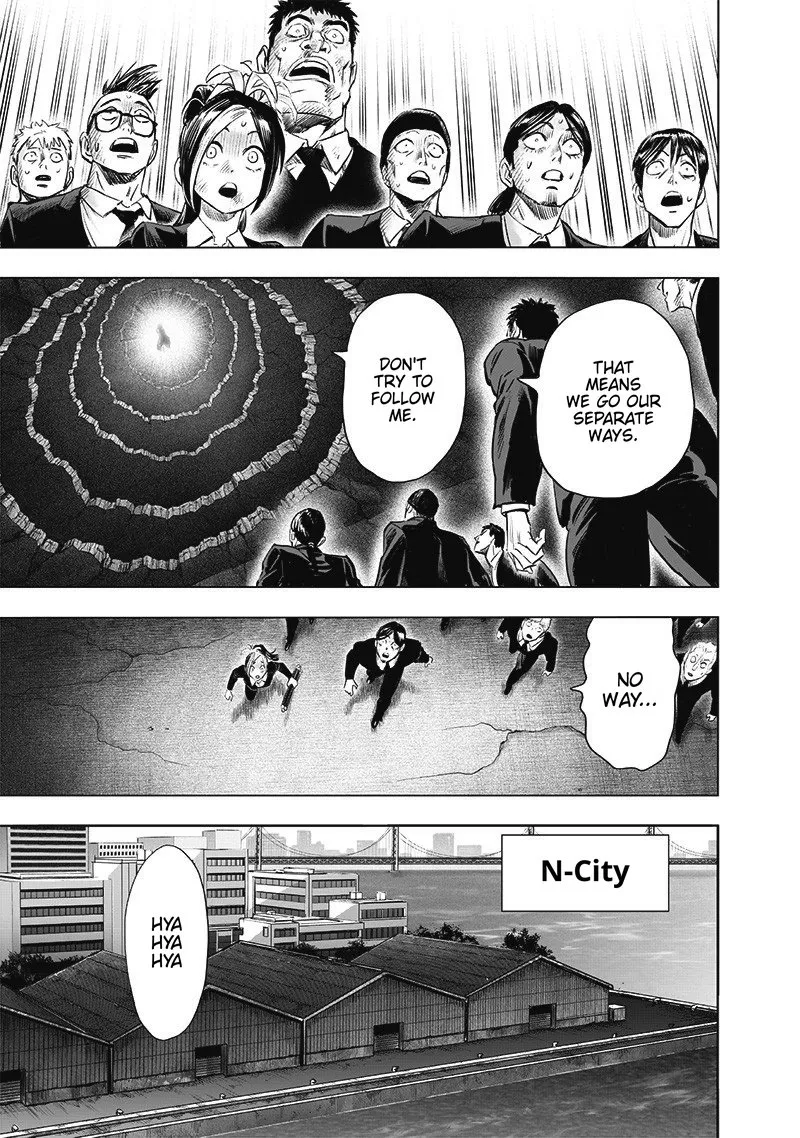 THAT
MEANS
WE GO OUR
SEPARATE
WAYS.
DON'T
TRY TO
FOLLOW
ME.
NO
WAY...
N-City
HYA
HYA
HYA